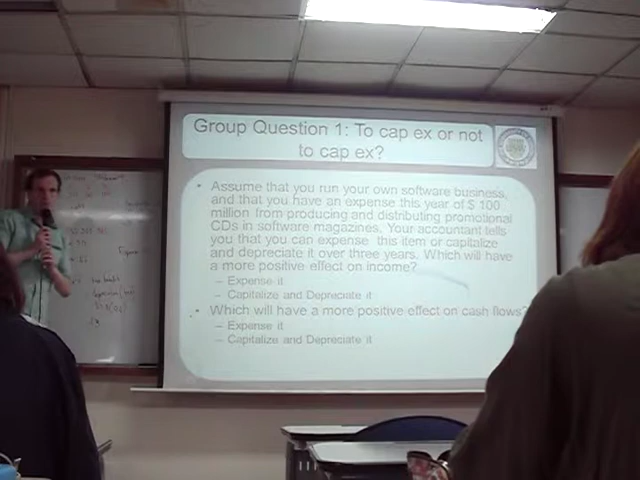 Group Question 1: To cap ex or not
to cap ex?
• Assume that you run your own software business,
and that you have an expense this year of $ 100
million from producing and distributing promotional
CDs in software magazines. Your accountant tells
you that you can expense this item or capitalize
and depreciate it over three years. Which will have
a more positive effect on income?
– Expense it
– Capitalize and Depreciate it
• Which will have a more positive effect on cash flows?
– Expense it
– Capitalize and Depreciate it